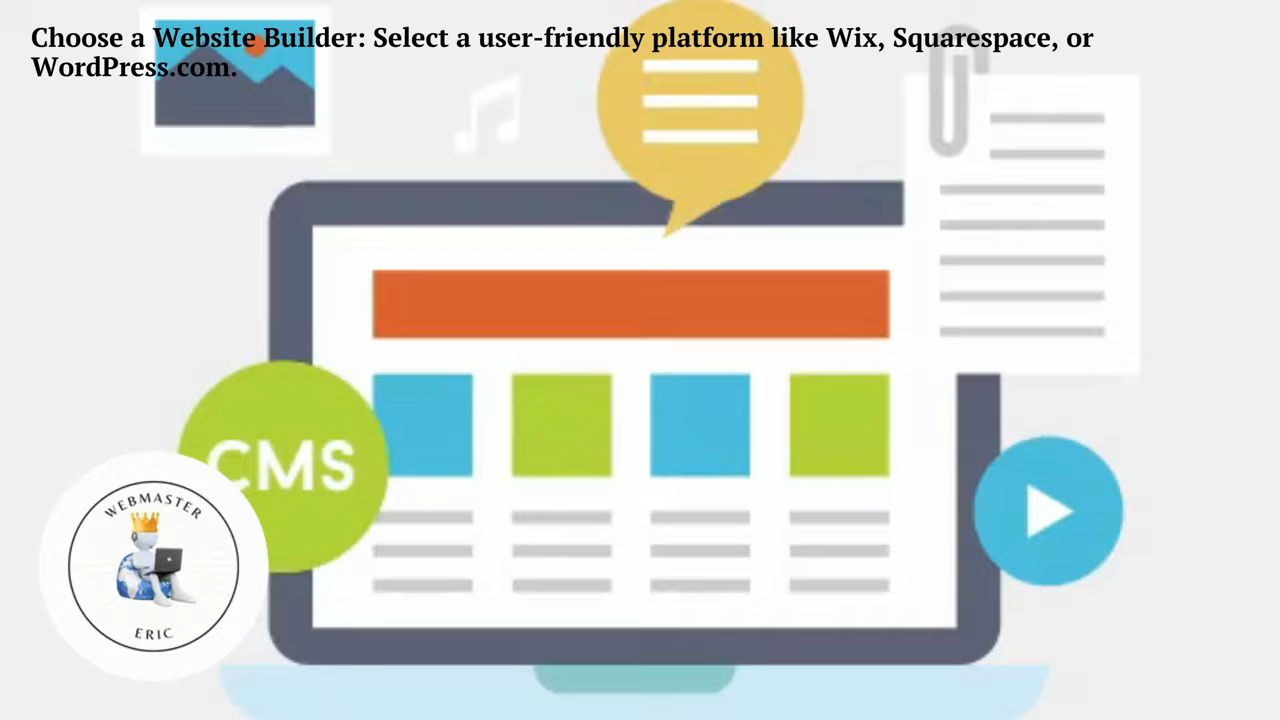 Choose a Website Builder: Select a user-friendly platform like Wix, Squarespace, or
WordPress.com.
CMS
WEBMASTER
ERIC